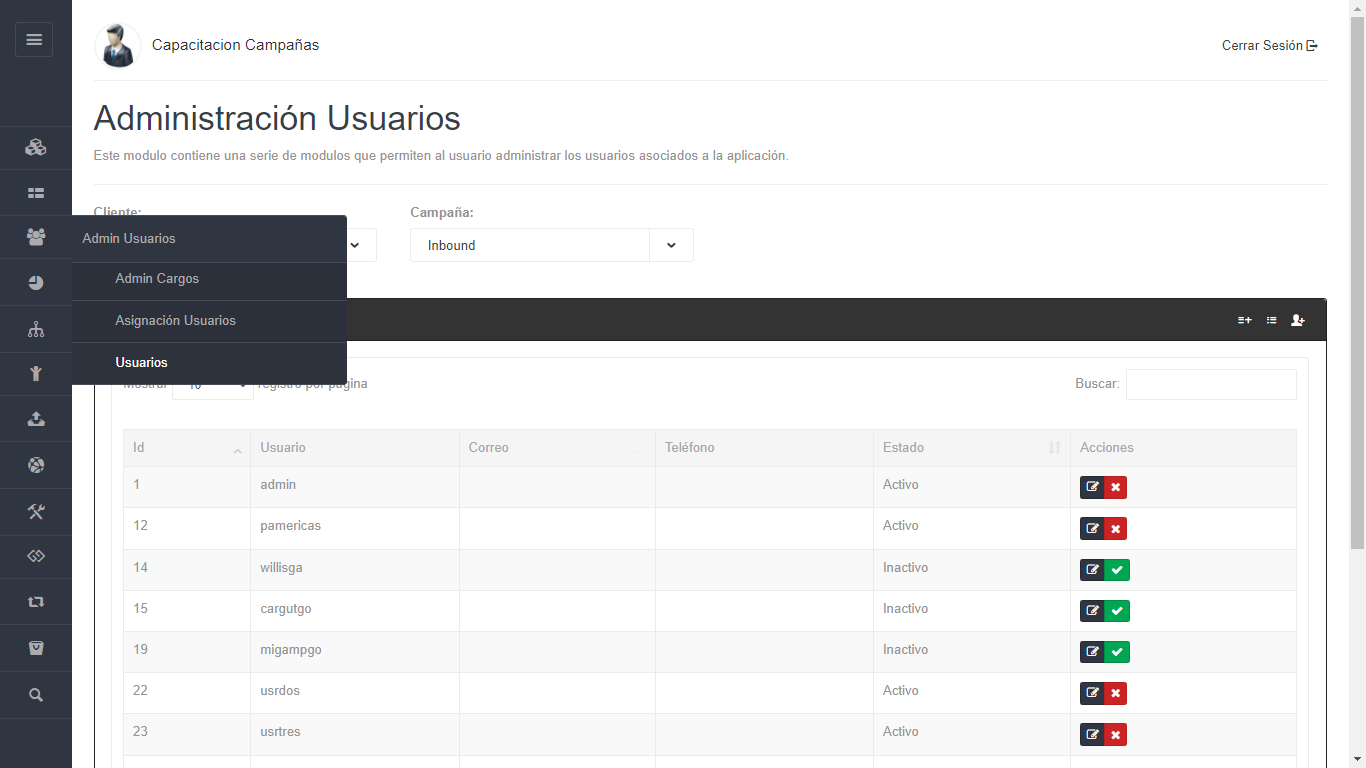 Capacitacion Campañas
Cerrar Sesión
Administración Usuarios
Este modulo contiene una serie de modulos que permiten al usuario administrar los usuarios asociados a la aplicación.
Cliente:
Campaña:
Inbound
Admin Usuarios
Admin Cargos
Asignación Usuarios
Usuarios
Mostrar 10 registro por pagina
Buscar:
Id Usuario Correo Teléfono Estado Acciones
1 admin Activo
12 pamericas Activo
14 willisga Inactivo
15 cargutgo Inactivo
19 migampgo Inactivo
22 usrdos Activo
23 usrtres Activo